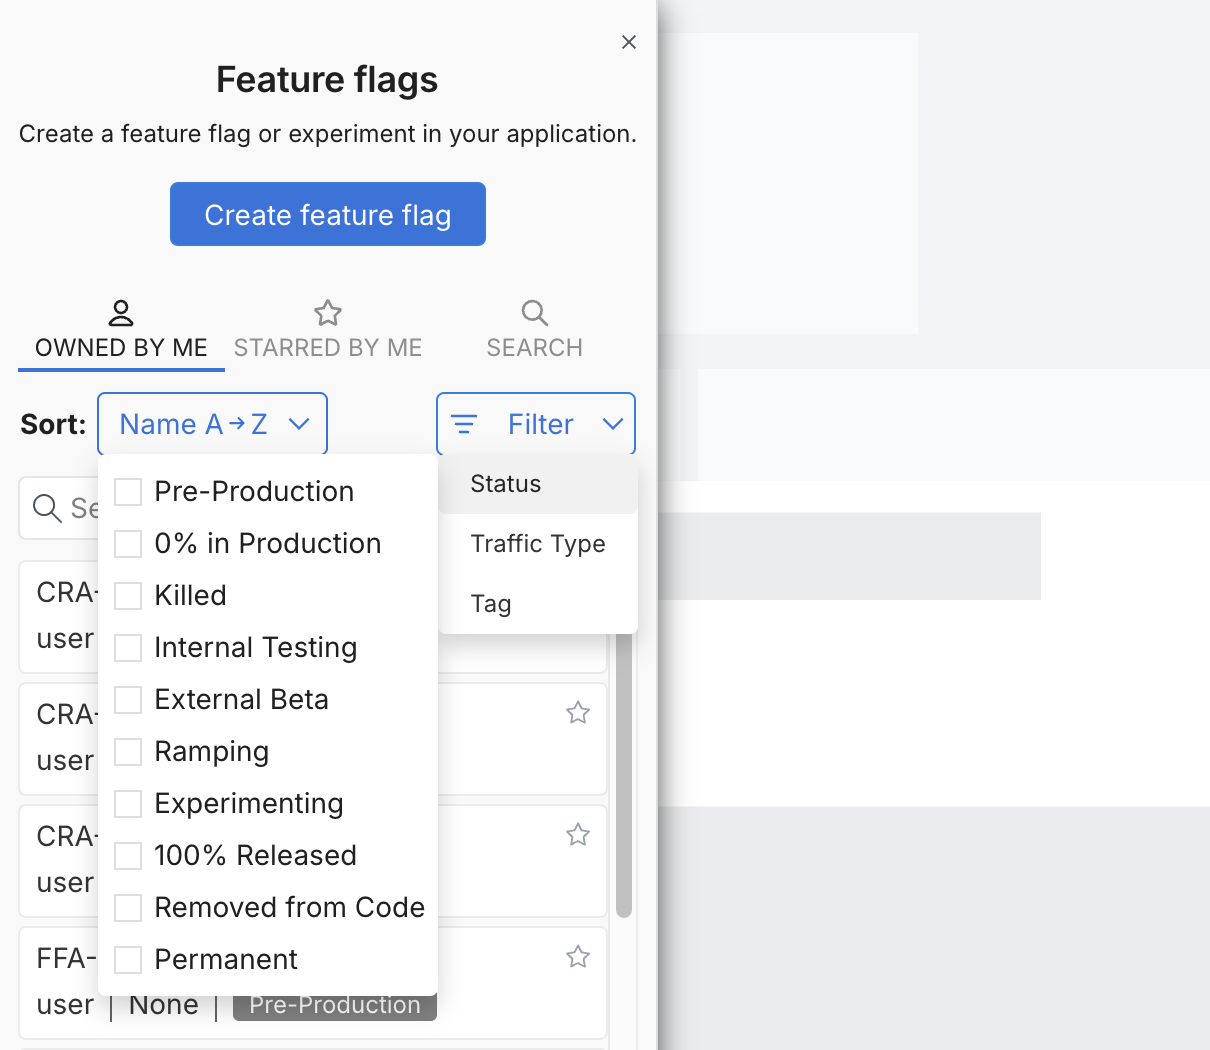 Feature flags
Create a feature flag or experiment in your application.
Create feature flag
OWNED BY ME
STARRED BY ME
SEARCH
Sort:
Name A→Z
Filter
Se
Status
Traffic Type
Tag
Pre-Production
0% in Production
Killed
Internal Testing
External Beta
Ramping
Experimenting
100% Released
Removed from Code
Permanent
CRA-
user
CRA-
user
CRA-
user
FFA-
user | None | Pre-Production